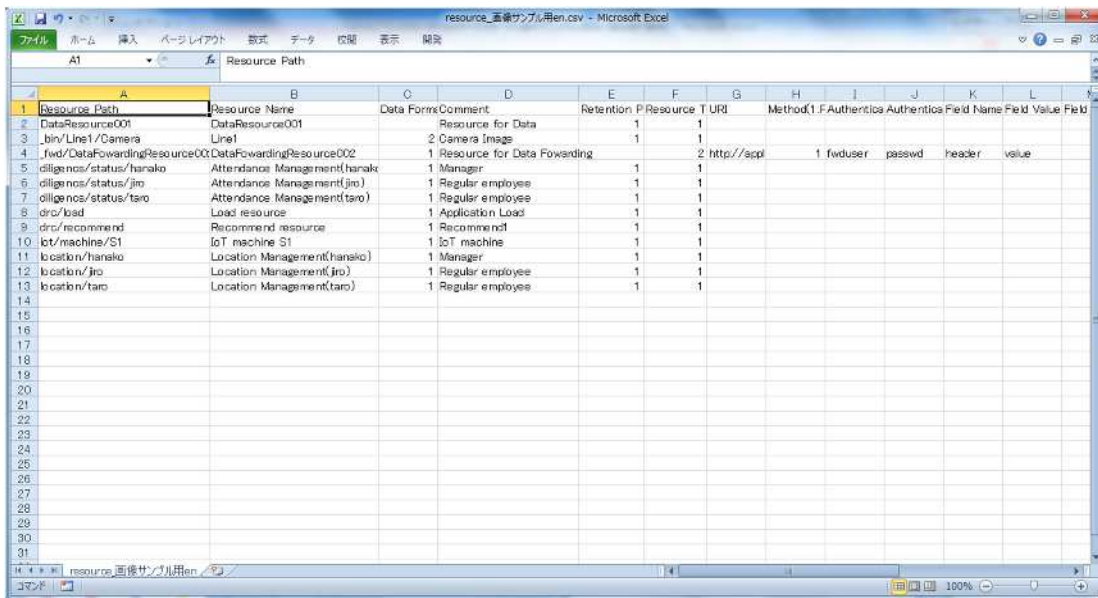 resource_画像サンプル用en.csv - Microsoft Excel
ファイル ホーム 挿入 ページレイアウト 数式 データ 校閲 表示 開発
A1 fx Resource Path
A B C D E F G H I J K L
1 Resource Path Resource Name Data Forma Comment Retention P Resource T URI Method(1:F Authentica Authentica Field Name Field Value Field
2 DataResource001 DataResource001 Resource for Data 1 1
3 _bin/Line1/Camera Line1 2 Camera Image 1 1
4 _fwd/DataFowardingResource00 DataFowardingResource002 1 Resource for Data Fowarding 2 http://appl 1 fwduser passwd header value
5 diligence/status/hanako Attendance Management(hanak 1 Manager 1 1
6 diligence/status/jiro Attendance Management(jiro) 1 Regular employee 1 1
7 diligence/status/taro Attendance Management(taro) 1 Regular employee 1 1
8 drc/load Load resource 1 Application Load 1 1
9 drc/recommend Recommend resource 1 Recommend1 1 1
10 iot/machine/S1 IoT machine S1 1 IoT machine 1 1
11 location/hanako Location Management(hanako) 1 Manager 1 1
12 location/jiro Location Management(jiro) 1 Regular employee 1 1
13 location/taro Location Management(taro) 1 Regular employee 1 1
14
15
16
17
18
19
20
21
22
23
24
25
26
27
28
29
30
31
resource_画像サンプル用en
コマンド 100%